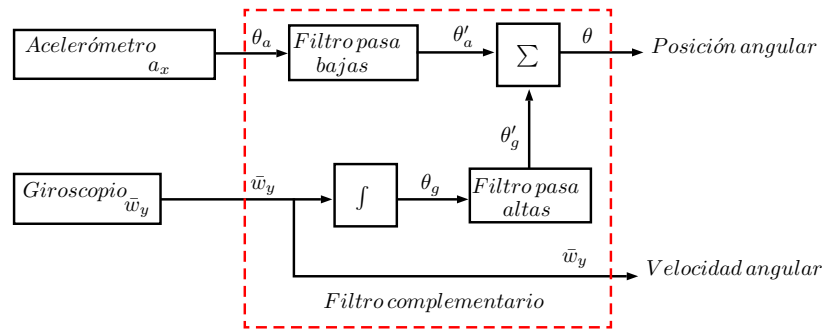 Acelerómetro
a_x
θ_a
Filtro pasa
bajas
θ'_a
∑
θ
Posición angular
θ'_g
Giroscopio
w̄_y
w̄_y
∫
θ_g
Filtro pasa
altas
w̄_y
Velocidad angular
Filtro complementario